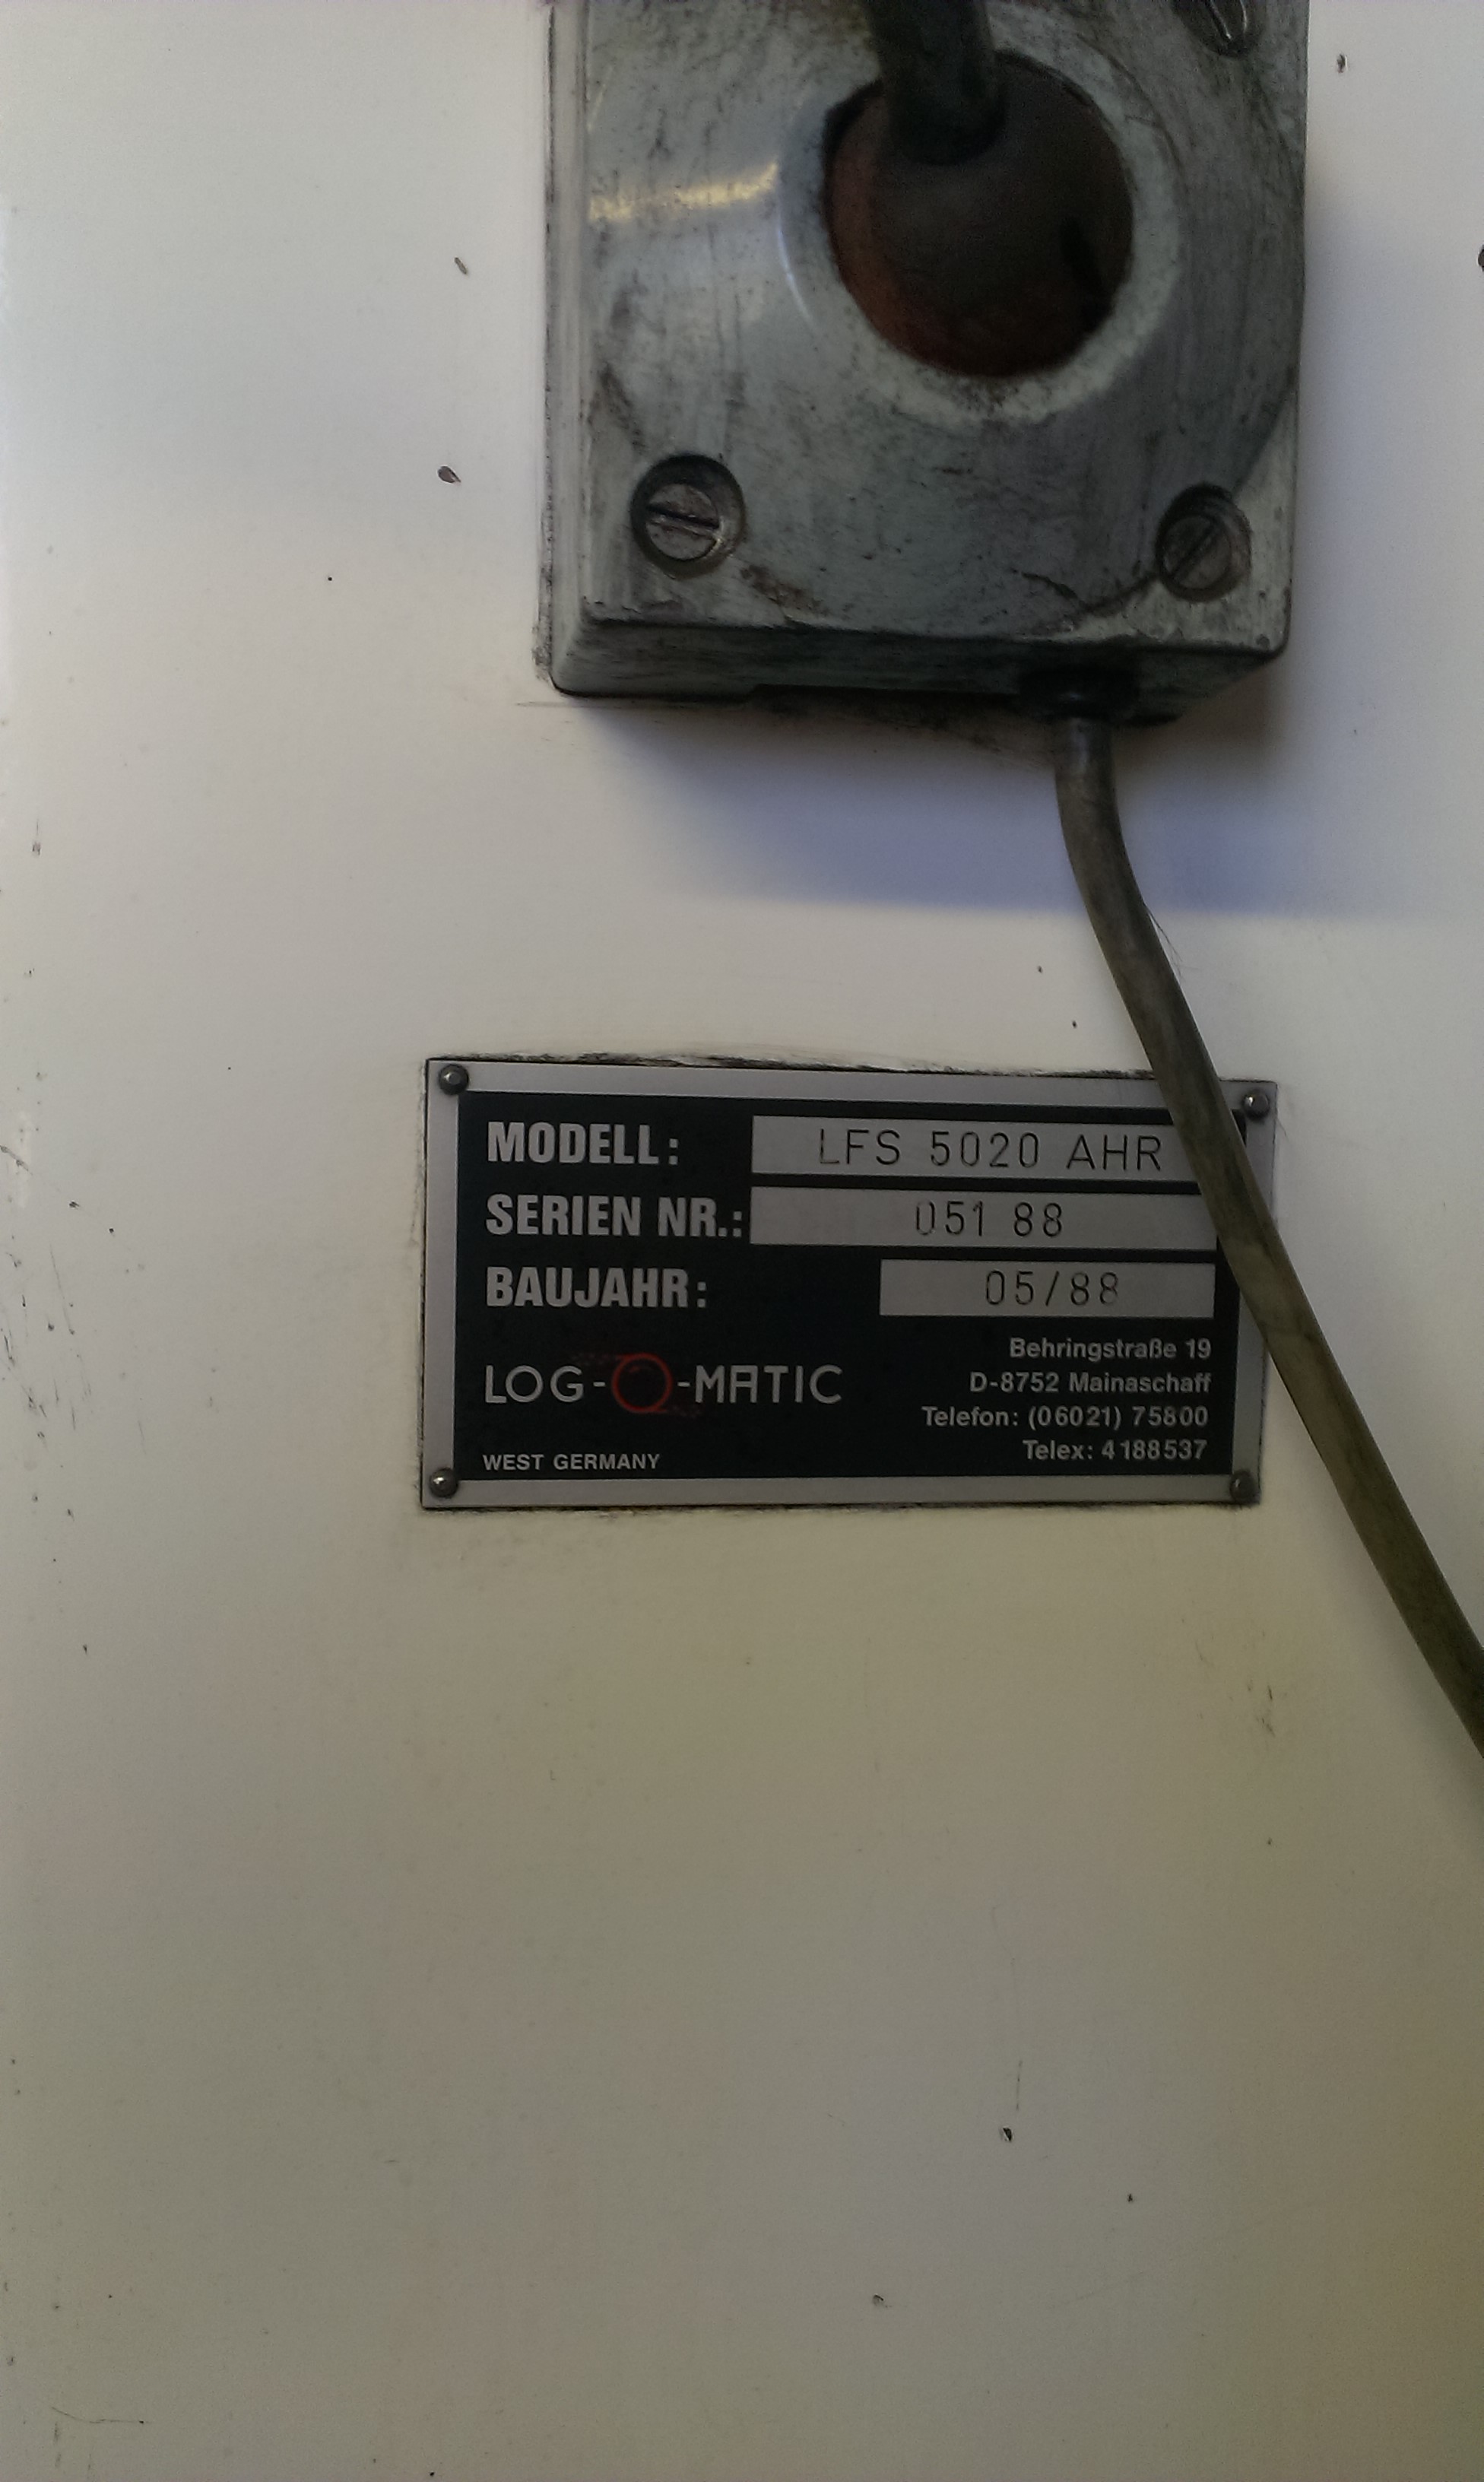 MODELL: LFS 5020 AHR
SERIEN NR.: 051 88
BAUJAHR: 05/88
LOG-O-MATIC
WEST GERMANY
Behringstraße 19
D-8752 Mainaschaff
Telefon: (06021) 75800
Telex: 4188537